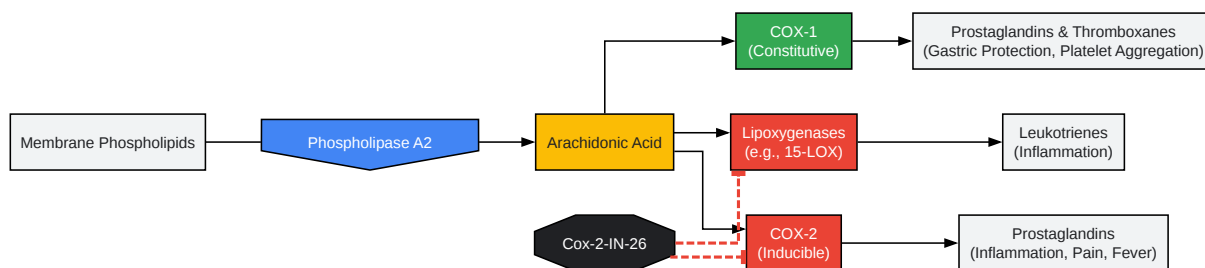 COX-1
(Constitutive)
Prostaglandins & Thromboxanes
(Gastric Protection, Platelet Aggregation)
Membrane Phospholipids
Phospholipase A2
Arachidonic Acid
Lipoxygenases
(e.g., 15-LOX)
Leukotrienes
(Inflammation)
Cox-2-IN-26
COX-2
(Inducible)
Prostaglandins
(Inflammation, Pain, Fever)